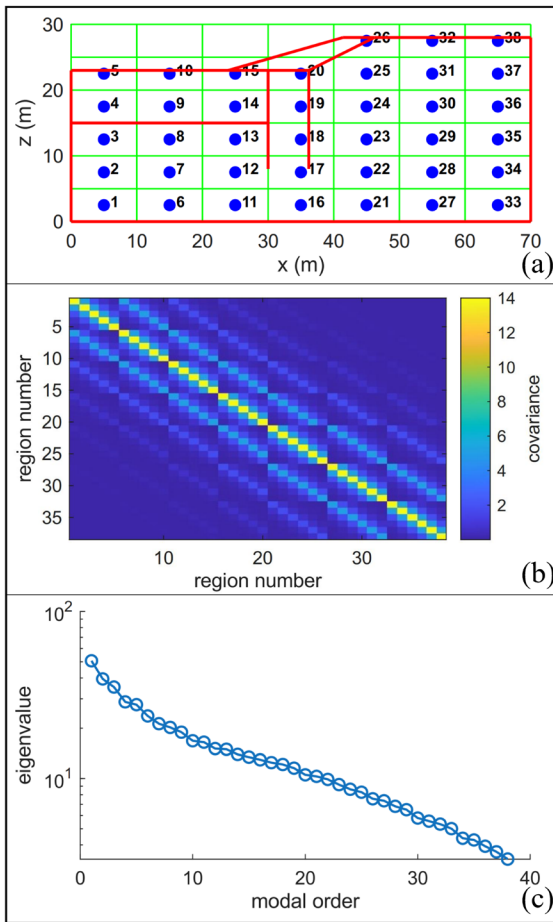 30
20
10
0
z (m)
26 32 38
5 10 15 20 25 31 37
4 9 14 19 24 30 36
3 8 13 18 23 29 35
2 7 12 17 22 28 34
1 6 11 16 21 27 33
0 10 20 30 40 50 60 70
x (m)
(a)
5
10
15
20
25
30
35
region number
10 20 30
region number
14
12
10
8
6
4
2
covariance
(b)
10²
10¹
eigenvalue
0 10 20 30 40
modal order
(c)